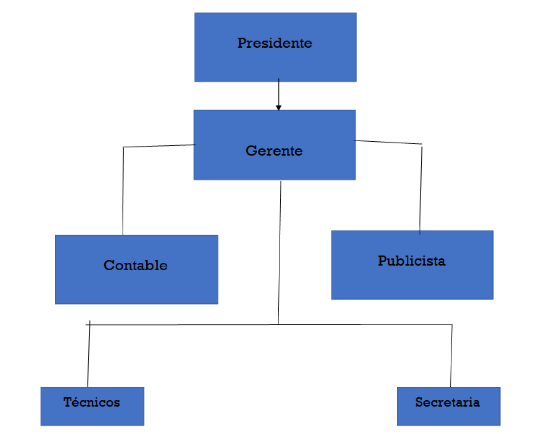 Presidente
Gerente
Contable
Publicista
Técnicos
Secretaria